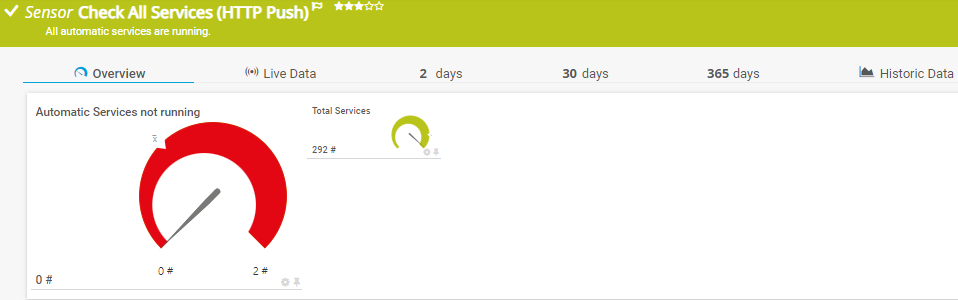 Sensor Check All Services (HTTP Push)
All automatic services are running.
Overview
Live Data
2 days
30 days
365 days
Historic Data
Automatic Services not running
x
0 #
2 #
0 #
Total Services
292 #